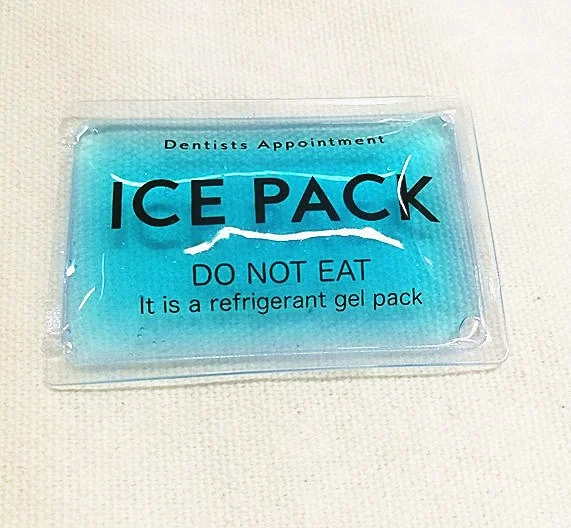 Dentists Appointment
ICE PACK
DO NOT EAT
It is a refrigerant gel pack